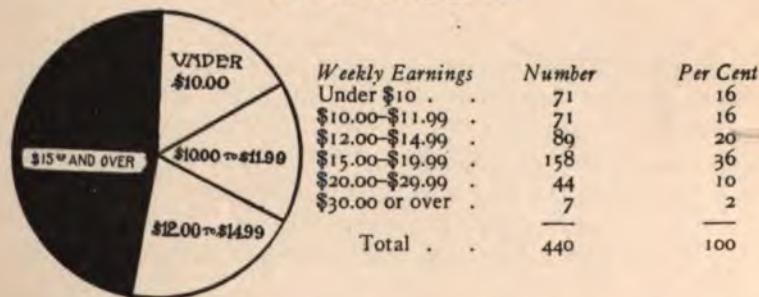 UNDER
$10.00
$10.00 TO $11.99
$15.00 AND OVER
$12.00 TO $14.99
Weekly Earnings Number Per Cent
Under $10 . . 71 16
$10.00–$11.99 . 71 16
$12.00–$14.99 . 89 20
$15.00–$19.99 . 158 36
$20.00–$29.99 . 44 10
$30.00 or over . 7 2
Total . . 440 100